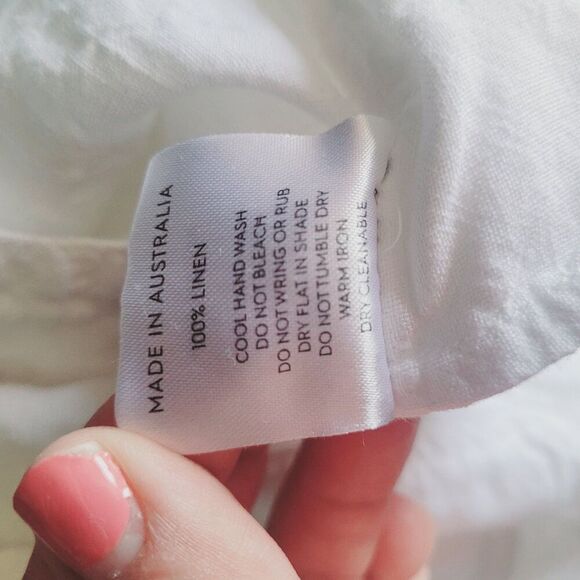 MADE IN AUSTRALIA
100% LINEN
COOL HAND WASH
DO NOT BLEACH
DO NOT WRING OR RUB
DRY FLAT IN SHADE
DO NOT TUMBLE DRY
WARM IRON
DRY CLEANABLE